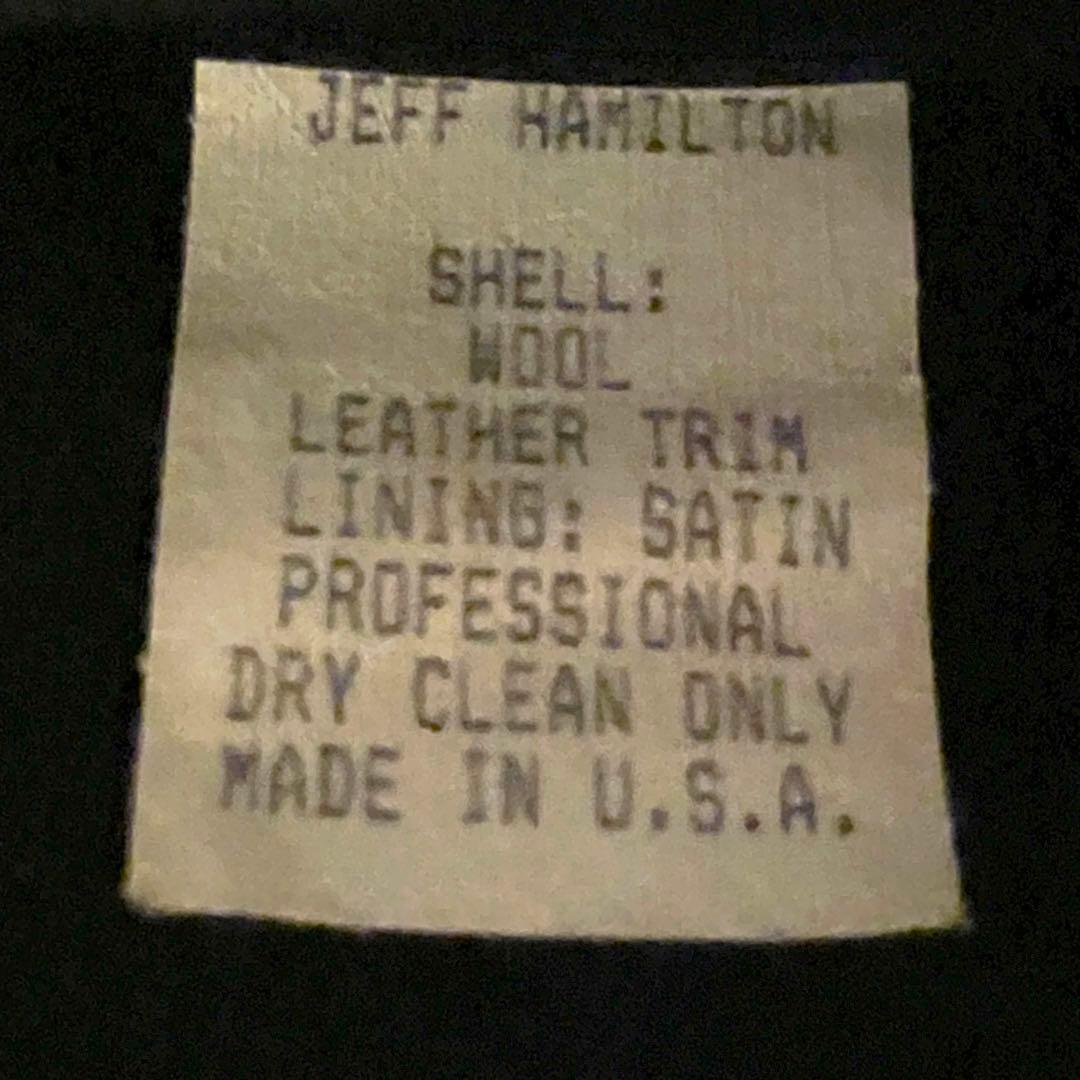 JEFF HAMILTON
SHELL:
WOOL
LEATHER TRIM
LINING: SATIN
PROFESSIONAL
DRY CLEAN ONLY
MADE IN U.S.A.